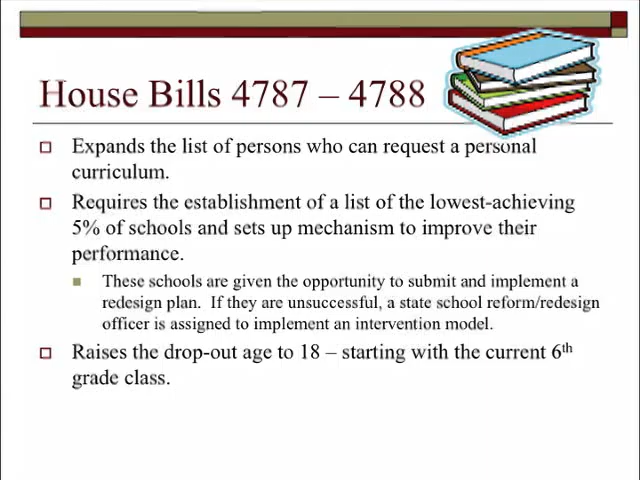 House Bills 4787 – 4788
Expands the list of persons who can request a personal
curriculum.
Requires the establishment of a list of the lowest-achieving
5% of schools and sets up mechanism to improve their
performance.
These schools are given the opportunity to submit and implement a
redesign plan.  If they are unsuccessful, a state school reform/redesign
officer is assigned to implement an intervention model.
Raises the drop-out age to 18 – starting with the current 6th
grade class.